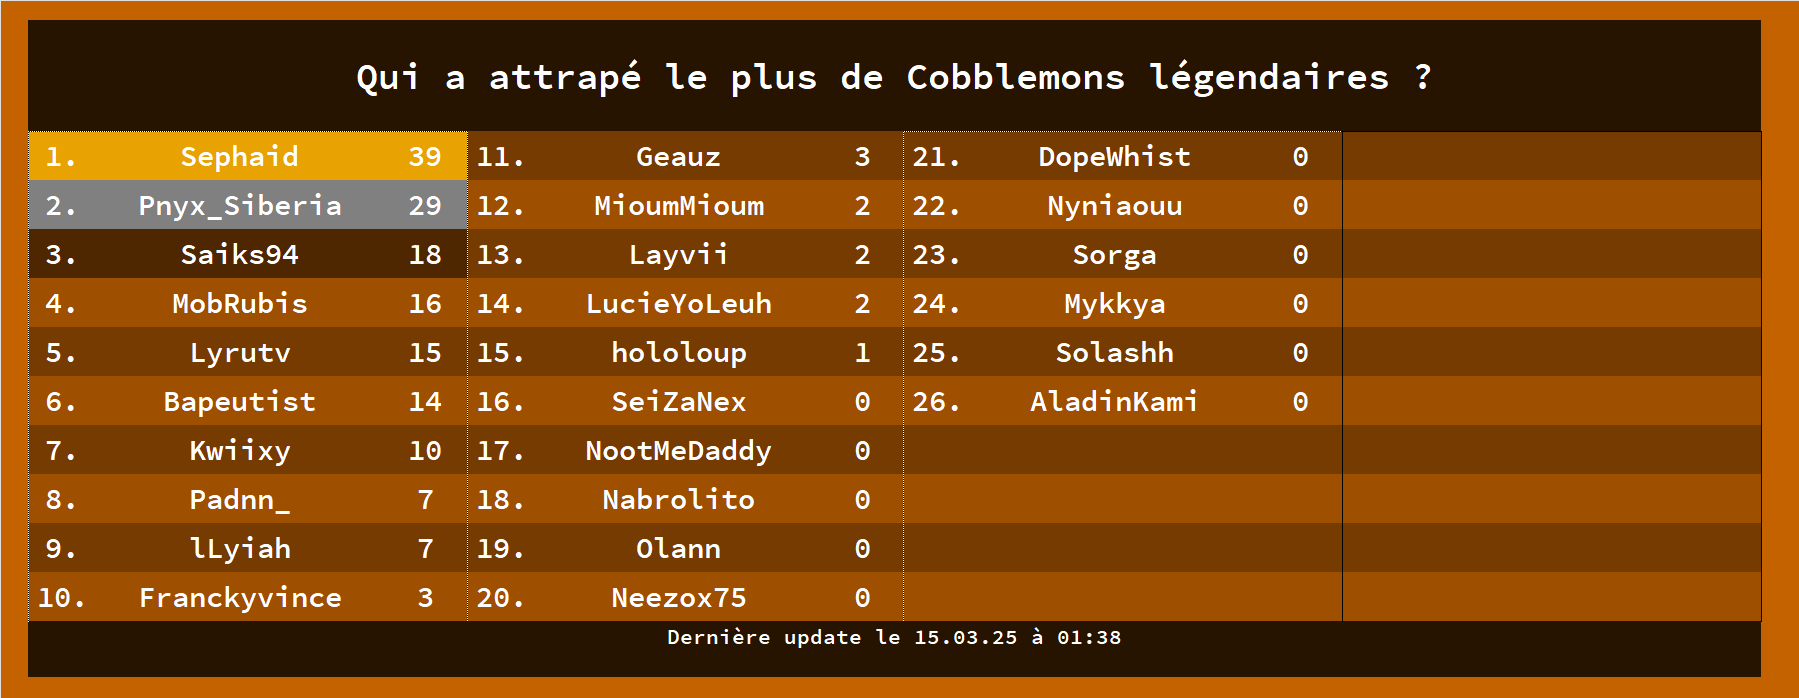 Qui a attrapé le plus de Cobblemons légendaires ?
1. Sephaid 39
2. Pnyx_Siberia 29
3. Saiks94 18
4. MobRubis 16
5. Lyrutv 15
6. Bapeutist 14
7. Kwiixy 10
8. Padnn_ 7
9. lLyiah 7
10. Franckyvince 3
11. Geauz 3
12. MioumMioum 2
13. Layvii 2
14. LucieYoLeuh 2
15. hololoup 1
16. SeiZaNex 0
17. NootMeDaddy 0
18. Nabrolito 0
19. Olann 0
20. Neezox75 0
21. DopeWhist 0
22. Nyniaouu 0
23. Sorga 0
24. Mykkya 0
25. Solashh 0
26. AladinKami 0
Dernière update le 15.03.25 à 01:38